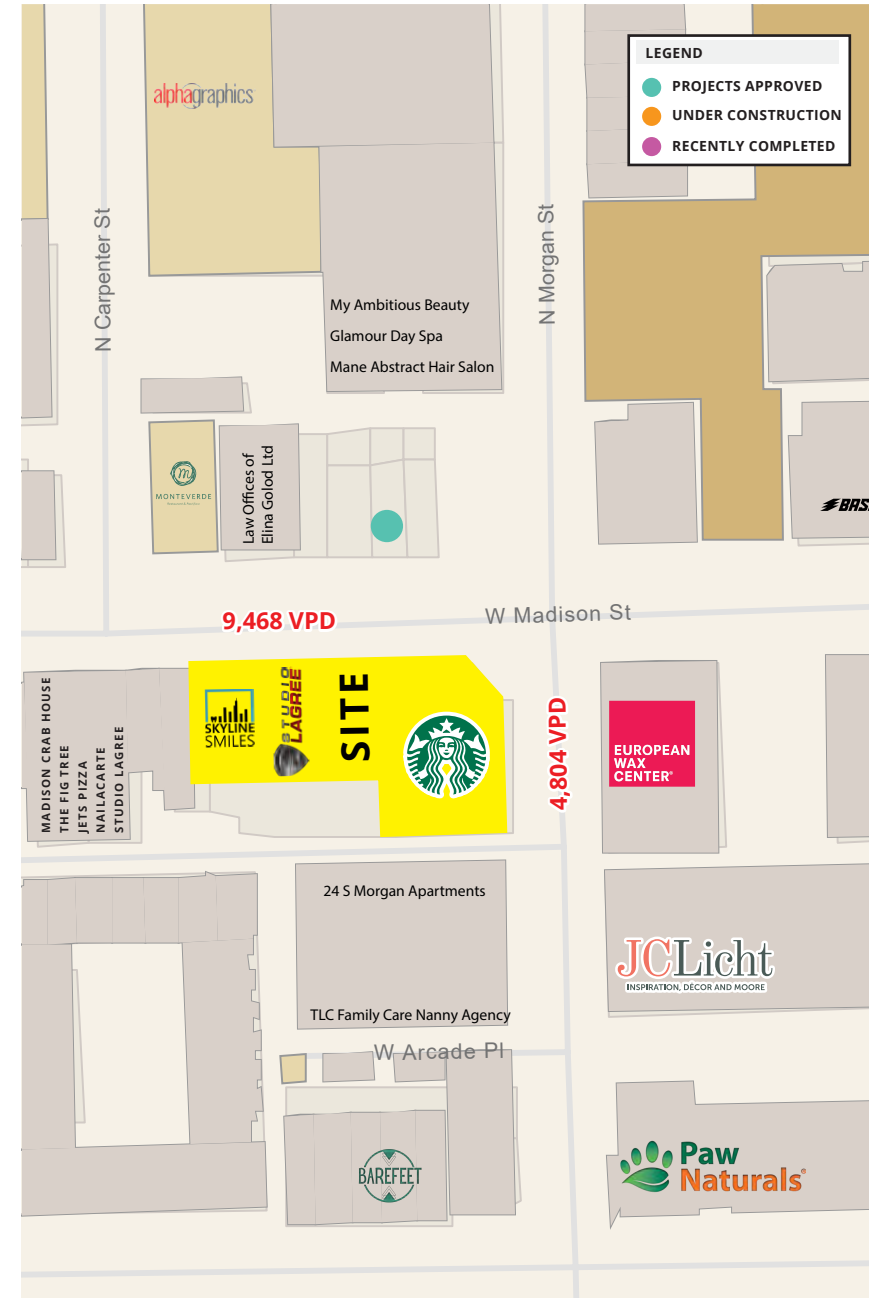 LEGEND
PROJECTS APPROVED
UNDER CONSTRUCTION
RECENTLY COMPLETED
alphagraphics
N Carpenter St
N Morgan St
My Ambitious Beauty
Glamour Day Spa
Mane Abstract Hair Salon
m
MONTEVERDE
Law Offices of
Elina Golod Ltd
BAS
9,468 VPD
W Madison St
MADISON CRAB HOUSE
THE FIG TREE
JETS PIZZA
NAILACARTE
STUDIO LAGREE
SKYLINE
SMILES
STUDIO
LAGREE
SITE
4,804 VPD
EUROPEAN
WAX
CENTER®
24 S Morgan Apartments
JCLicht
INSPIRATION, DÉCOR AND MOORE
TLC Family Care Nanny Agency
W Arcade Pl
BAREFEET
Paw
Naturals®